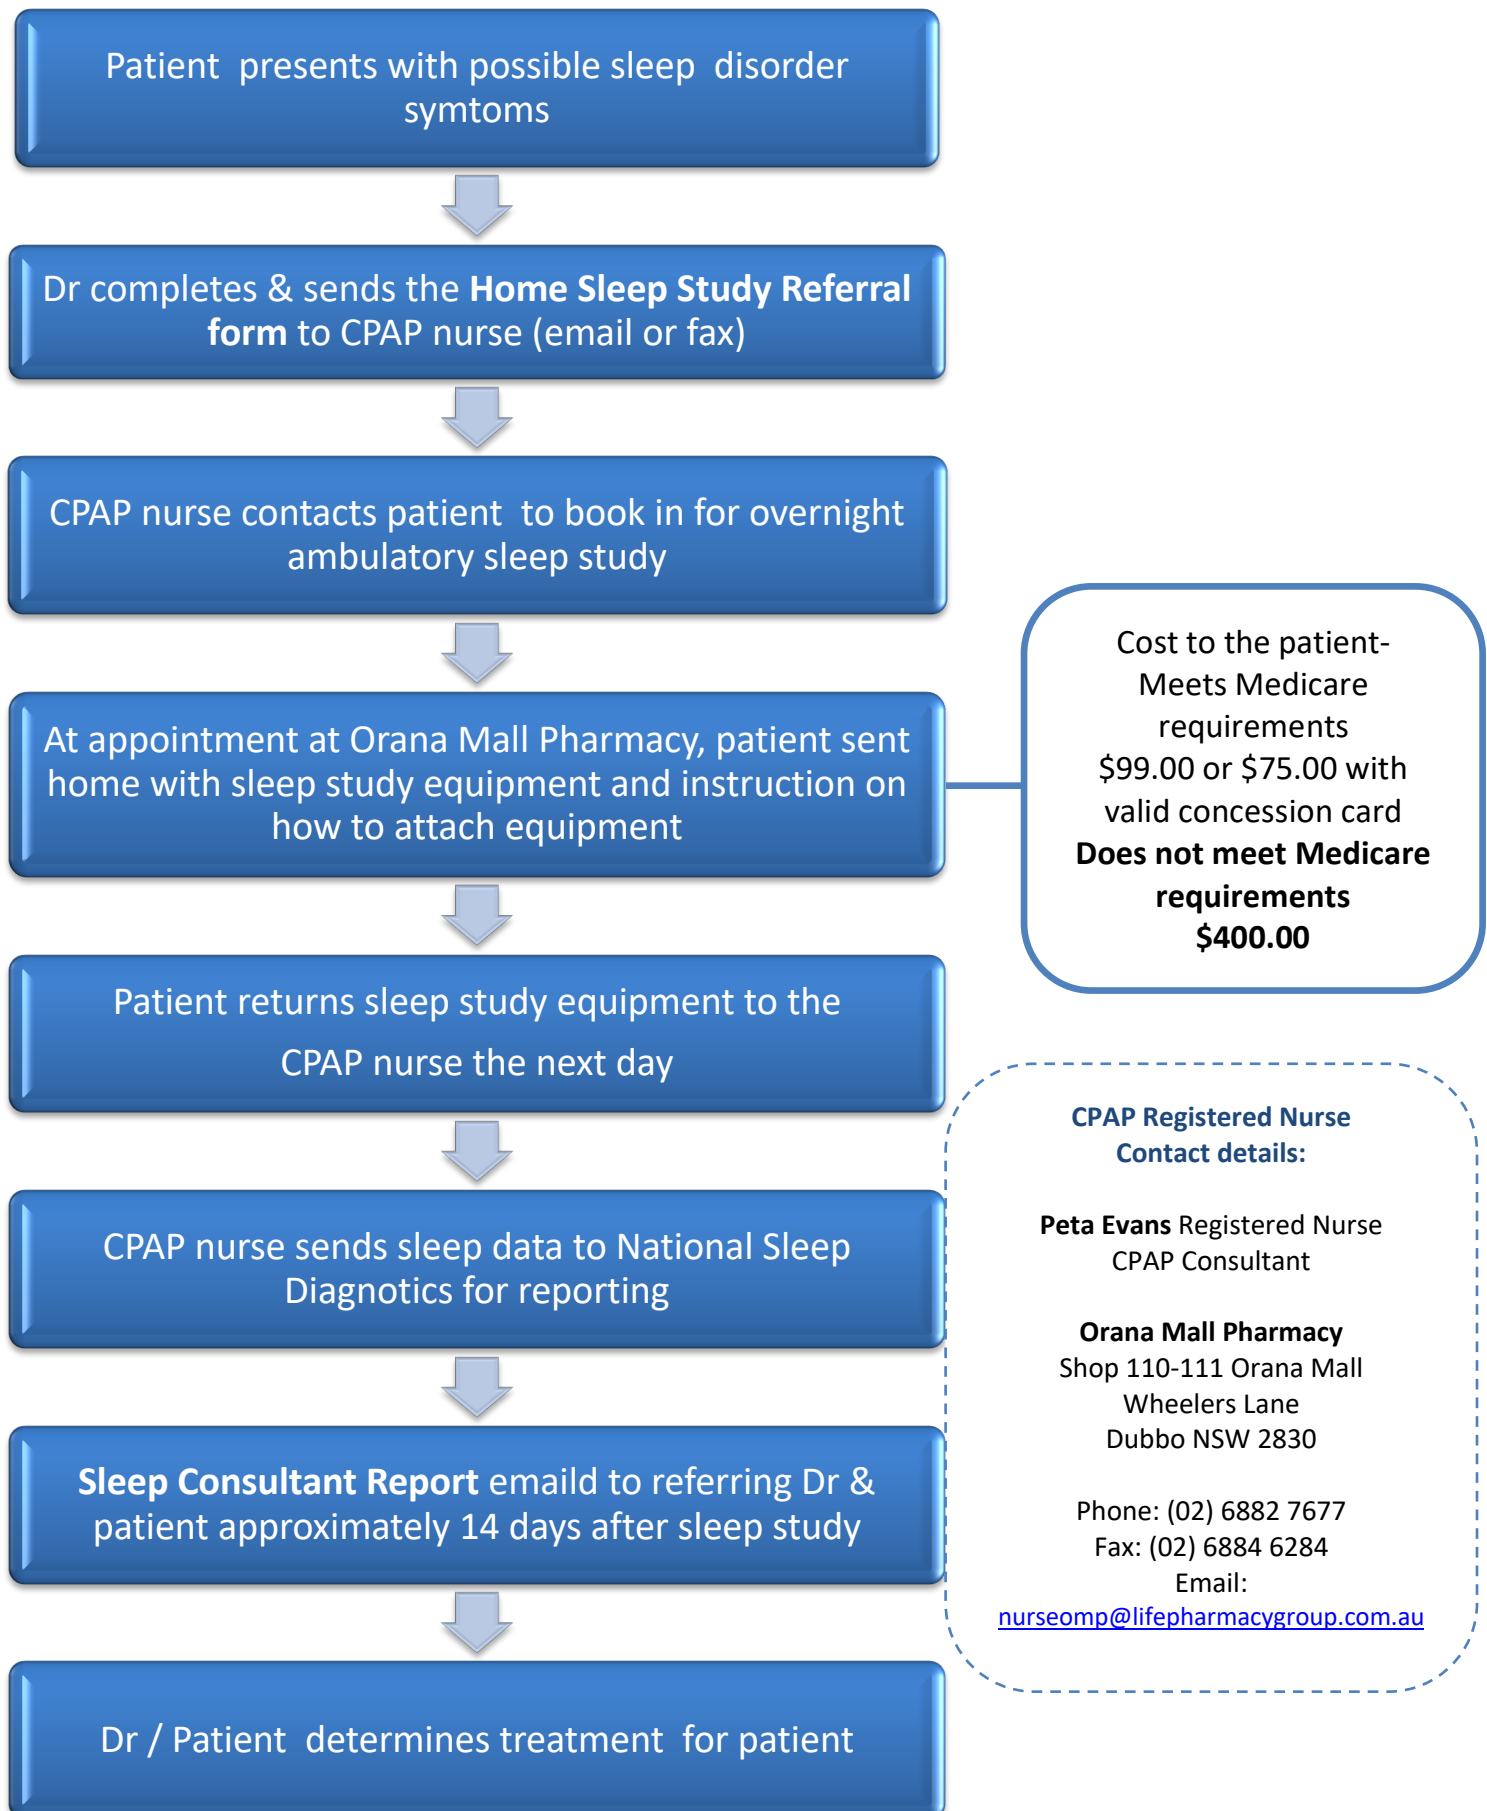 Patient presents with possible sleep disorder
symtoms
Dr completes & sends the Home Sleep Study Referral
form to CPAP nurse (email or fax)
CPAP nurse contacts patient to book in for overnight
ambulatory sleep study
At appointment at Orana Mall Pharmacy, patient sent
home with sleep study equipment and instruction on
how to attach equipment
Cost to the patient-
Meets Medicare
requirements
$99.00 or $75.00 with
valid concession card
Does not meet Medicare
requirements
$400.00
Patient returns sleep study equipment to the
CPAP nurse the next day
CPAP nurse sends sleep data to National Sleep
Diagnotics for reporting
Sleep Consultant Report emaild to referring Dr &
patient approximately 14 days after sleep study
Dr / Patient determines treatment for patient
CPAP Registered Nurse
Contact details:
Peta Evans Registered Nurse
CPAP Consultant
Orana Mall Pharmacy
Shop 110-111 Orana Mall
Wheelers Lane
Dubbo NSW 2830
Phone: (02) 6882 7677
Fax: (02) 6884 6284
Email:
nurseomp@lifepharmacygroup.com.au